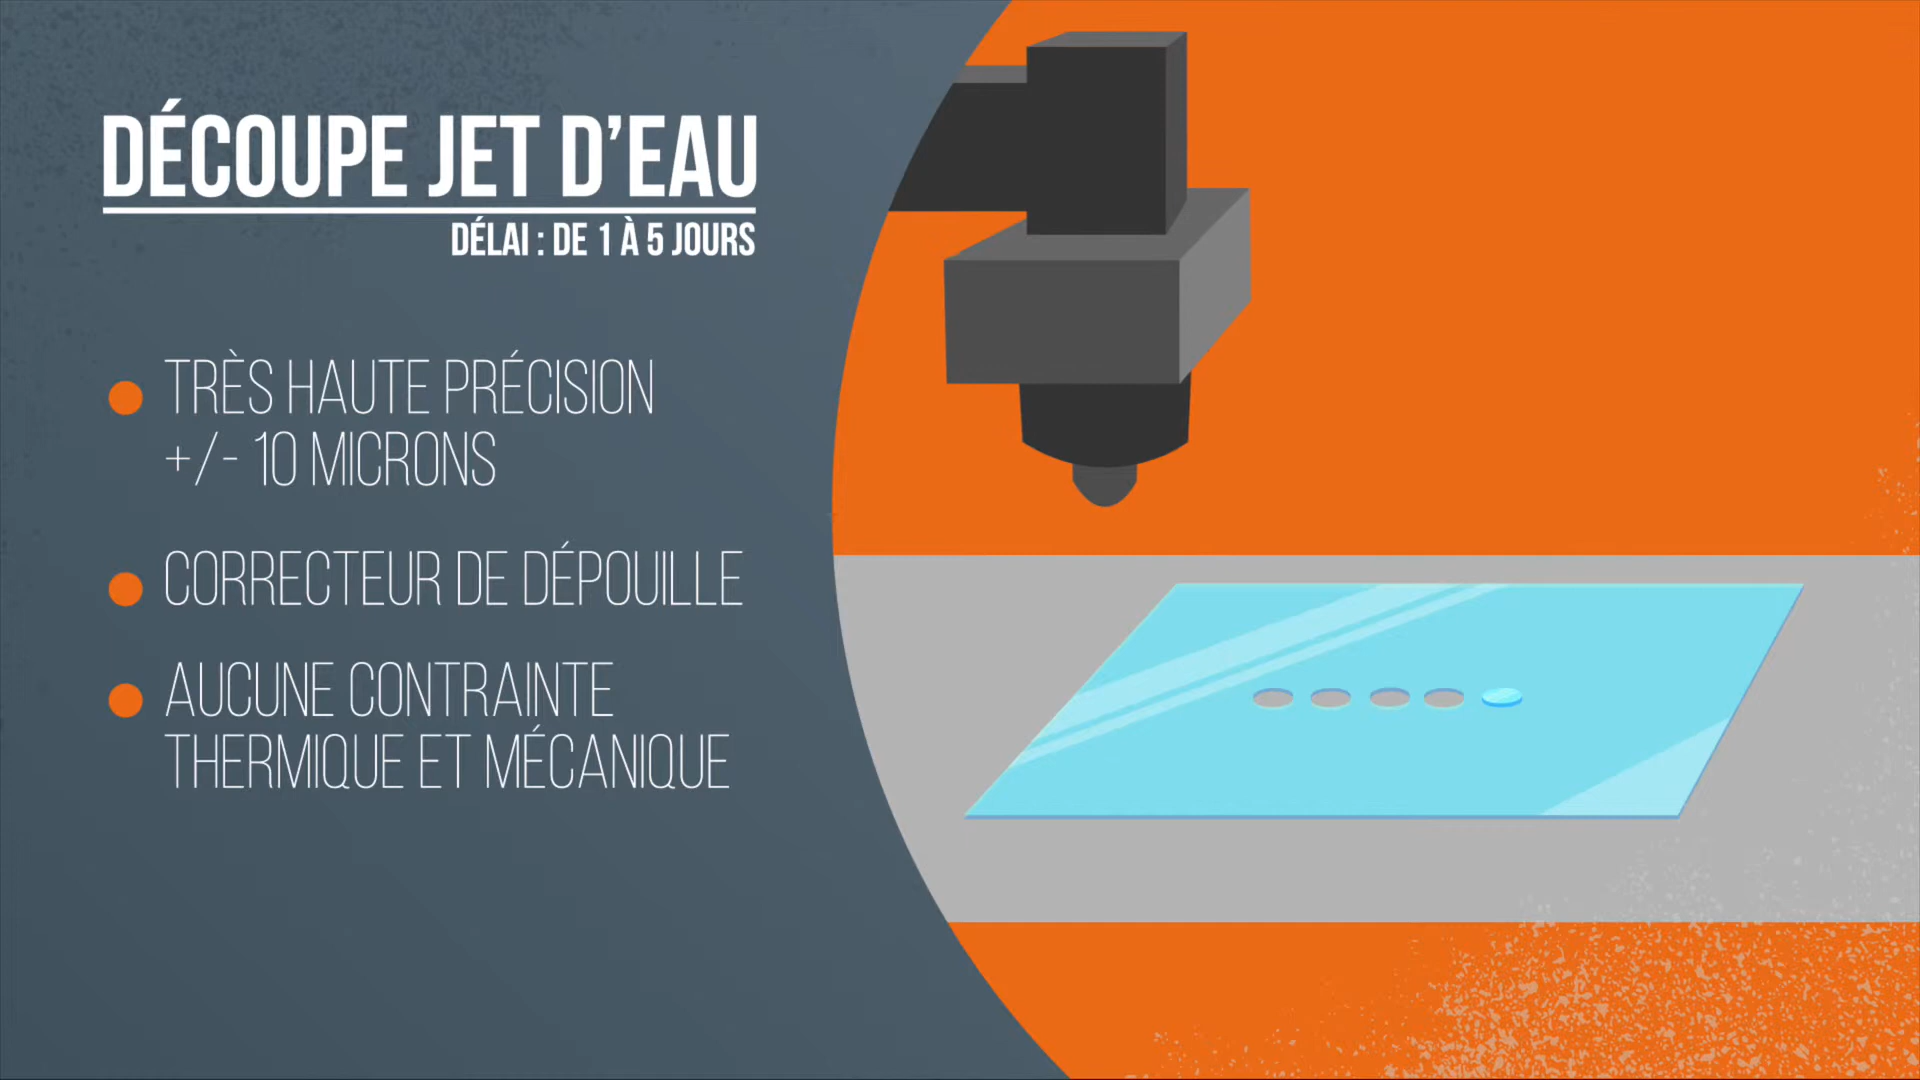 DÉCOUPE JET D’EAU
DÉLAI : DE 1 À 5 JOURS
TRÈS HAUTE PRÉCISION
+/- 10 MICRONS
CORRECTEUR DE DÉPOUILLE
AUCUNE CONTRAINTE
THERMIQUE ET MÉCANIQUE